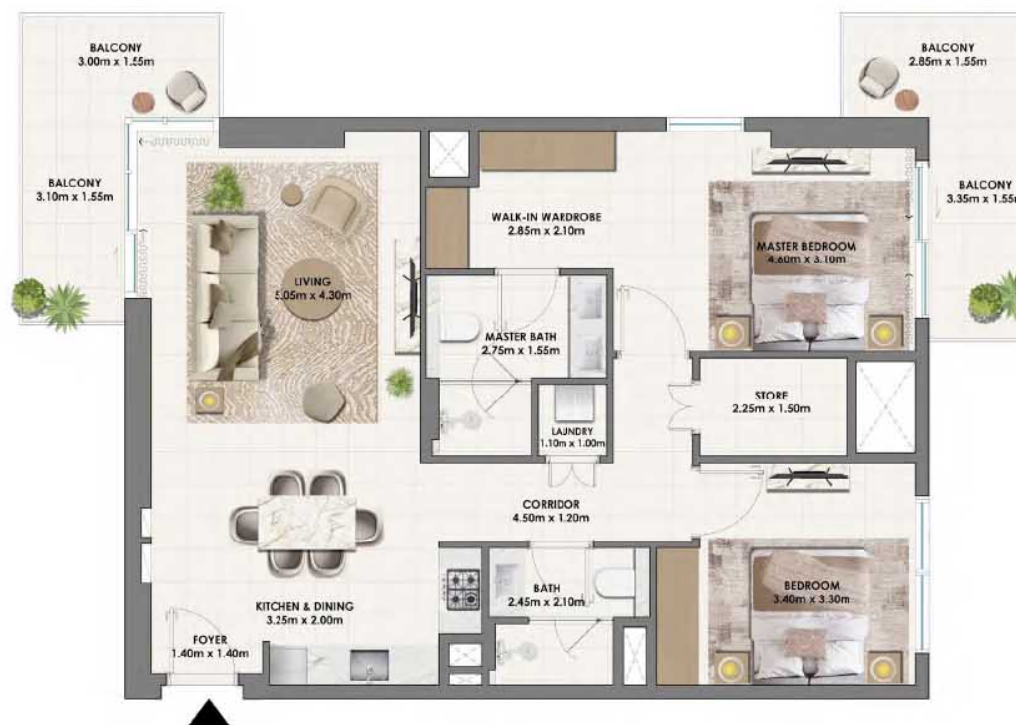 BALCONY
3.00m x 1.55m
BALCONY
2.85m x 1.55m
BALCONY
3.10m x 1.55m
BALCONY
3.35m x 1.55m
WALK-IN WARDROBE
2.85m x 2.10m
MASTER BEDROOM
4.60m x 3.10m
LIVING
5.05m x 4.30m
MASTER BATH
2.75m x 1.55m
STORE
2.25m x 1.50m
LAUNDRY
1.10m x 1.00m
CORRIDOR
4.50m x 1.20m
BATH
2.45m x 2.10m
BEDROOM
3.40m x 3.30m
KITCHEN & DINING
3.25m x 2.00m
FOYER
1.40m x 1.40m